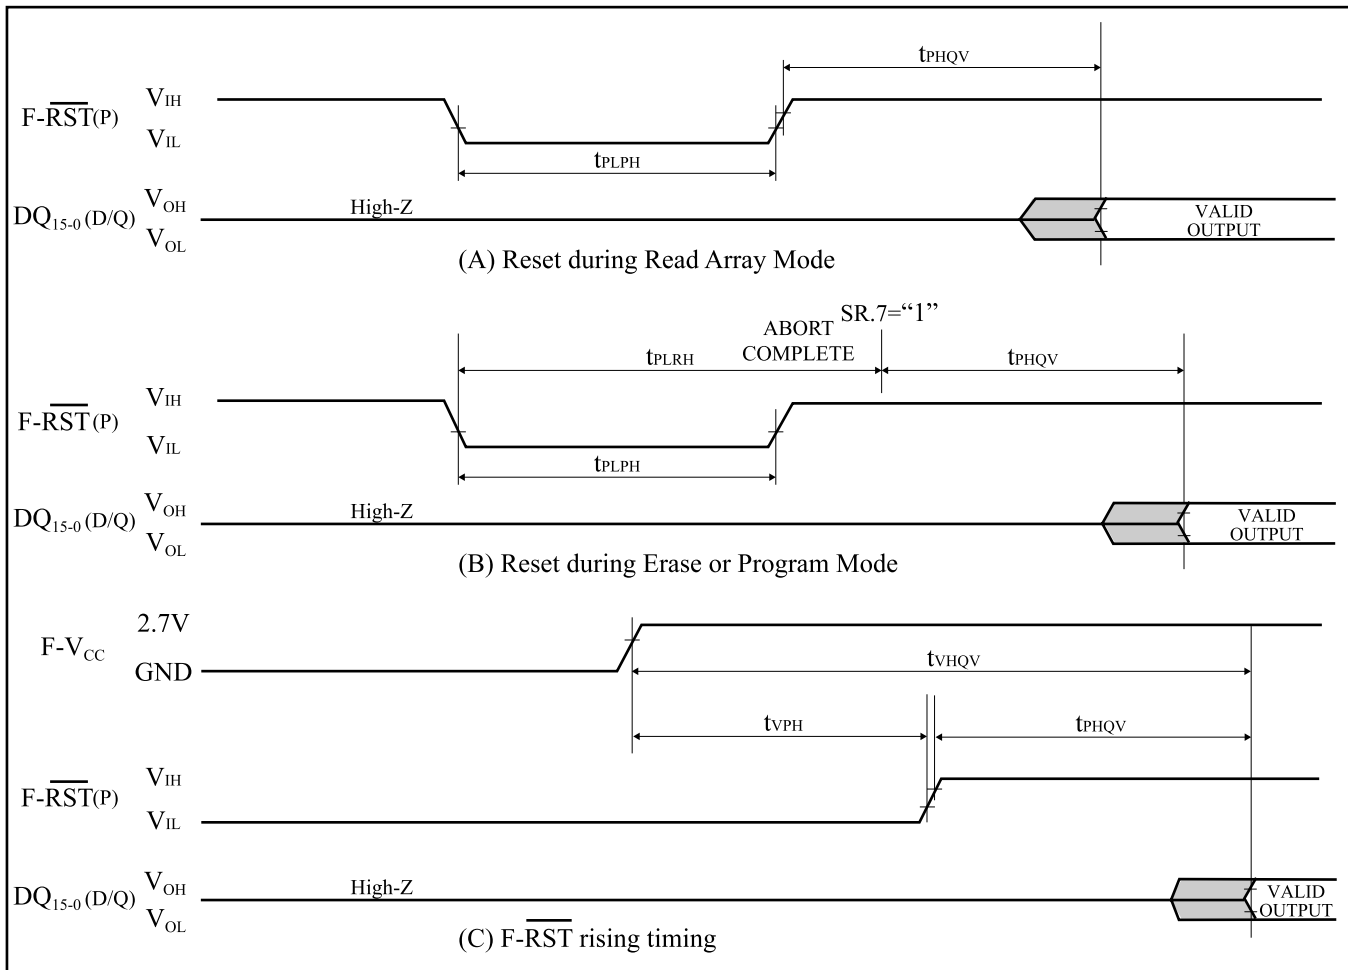 tPHQV
VIH
F-RST(P)
VIL
tPLPH
VOH
High-Z
DQ15-0 (D/Q)
VALID
OUTPUT
VOL
(A) Reset during Read Array Mode
SR.7=“1”
ABORT
COMPLETE
tPLRH
tPHQV
VIH
F-RST(P)
VIL
tPLPH
VOH
High-Z
DQ15-0 (D/Q)
VALID
OUTPUT
VOL
(B) Reset during Erase or Program Mode
2.7V
F-VCC
GND
tVHQV
tVPH
tPHQV
VIH
F-RST(P)
VIL
VOH
High-Z
DQ15-0 (D/Q)
VALID
OUTPUT
VOL
(C) F-RST rising timing